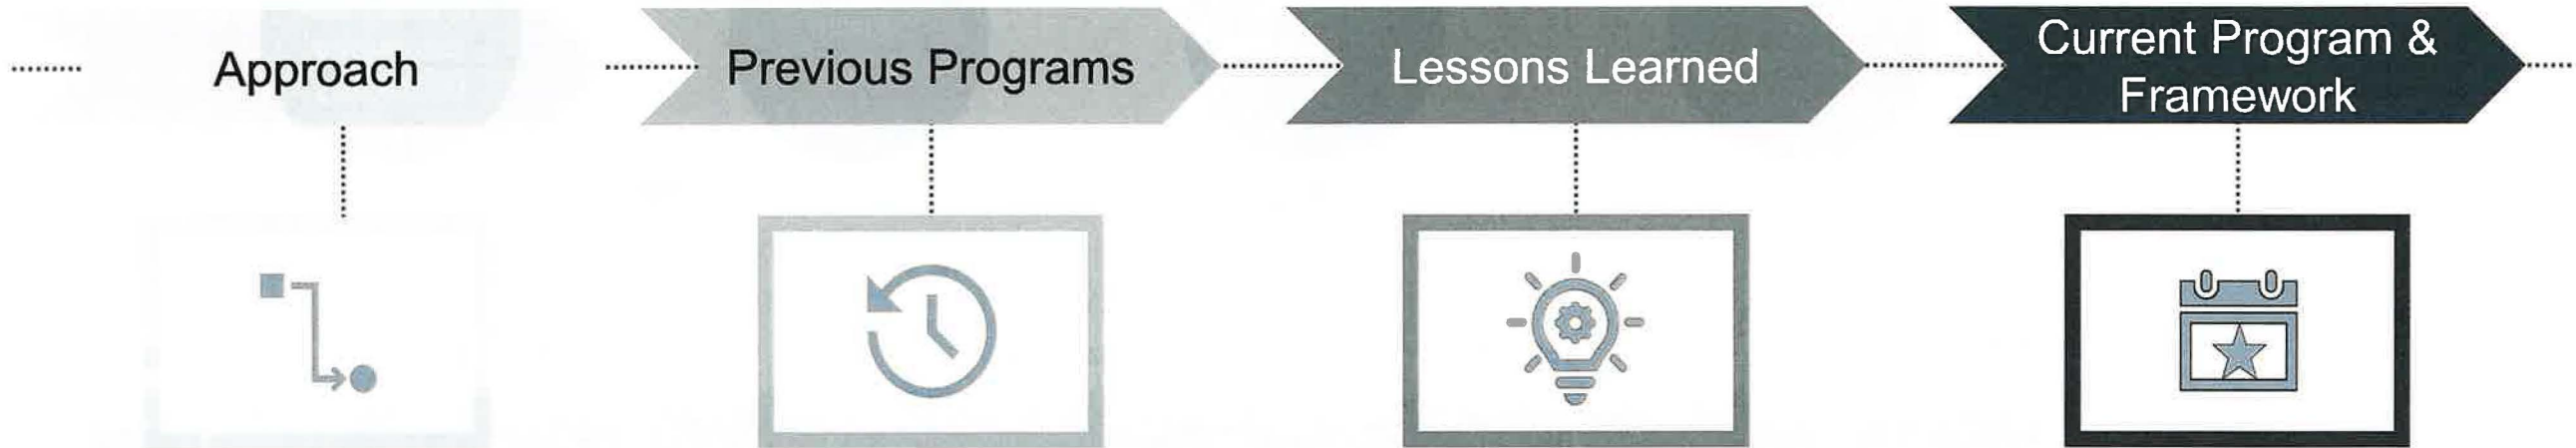 Approach
Previous Programs
Lessons Learned
Current Program &
Framework